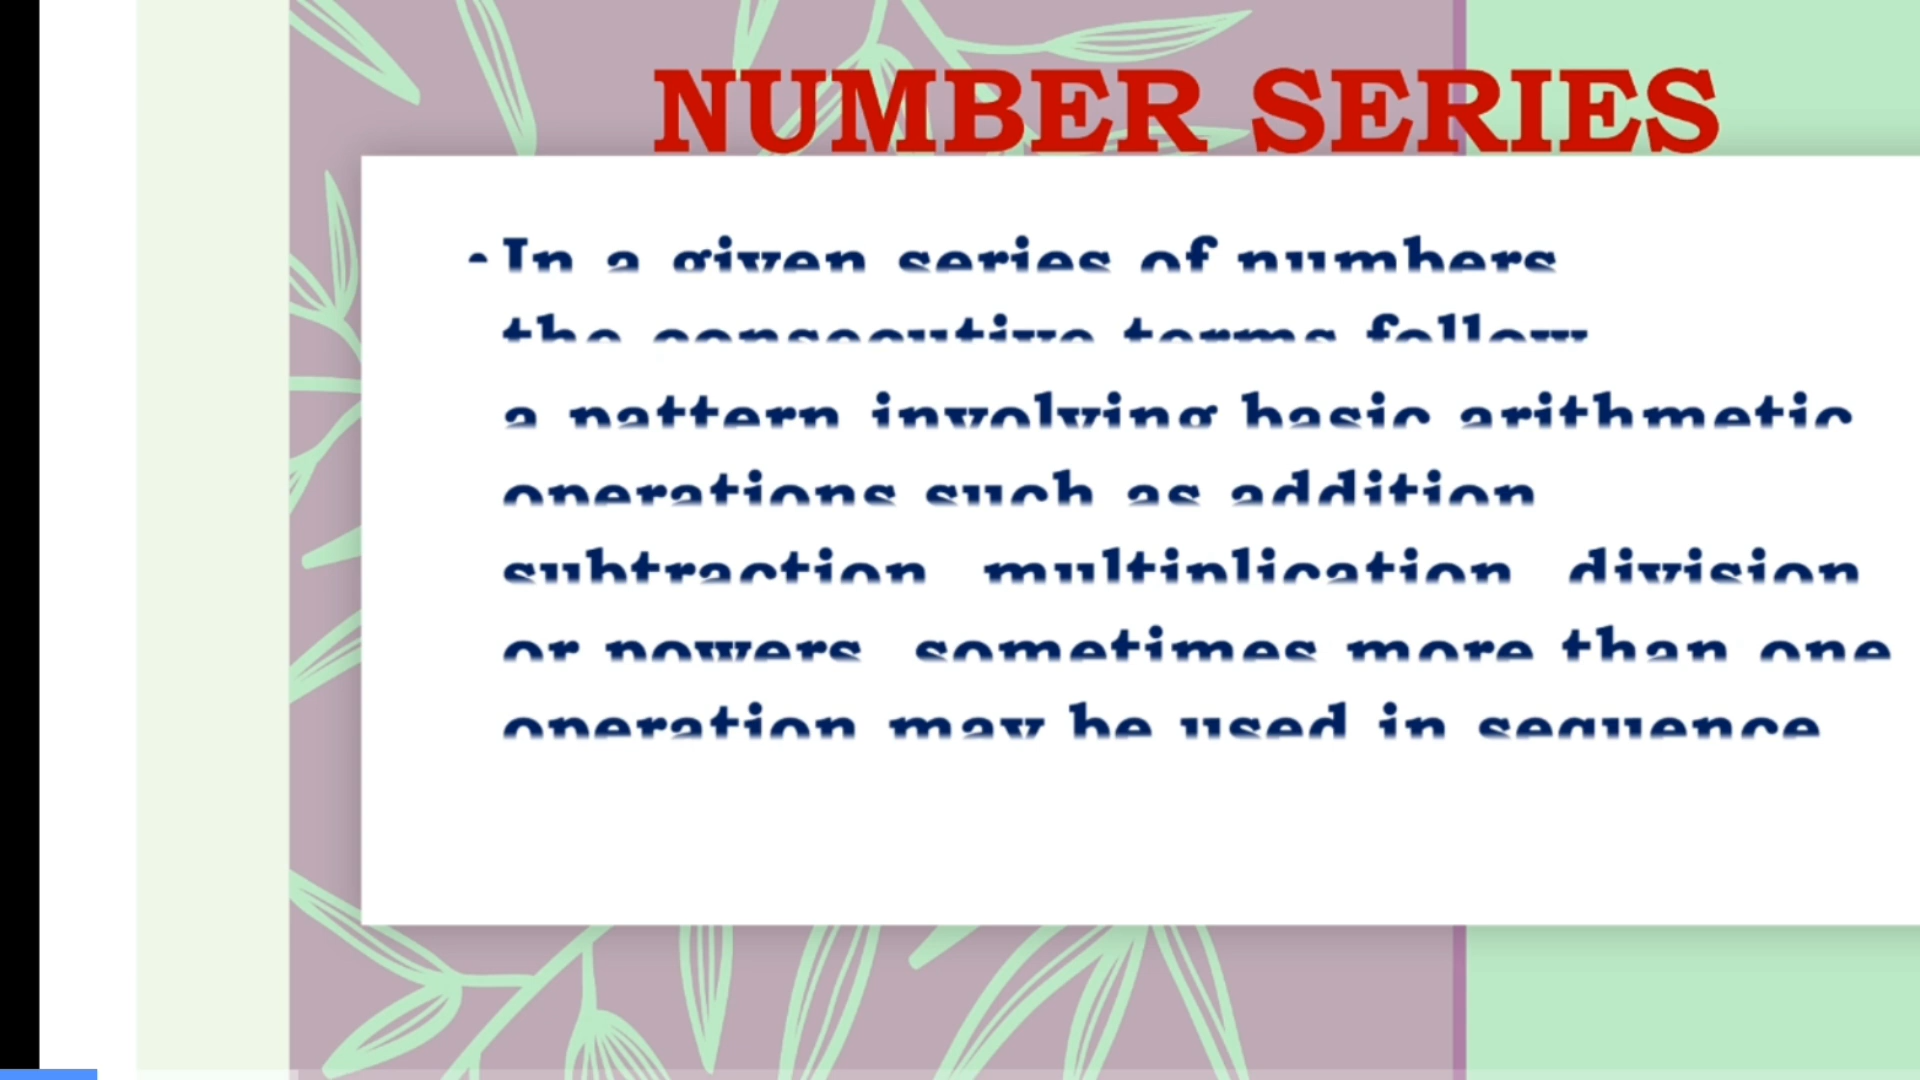 NUMBER SERIES
• In a given series of numbers
the consecutive terms follow
a pattern involving basic arithmetic
operations such as addition
subtraction multiplication division
or powers sometimes more than one
operation may be used in sequence